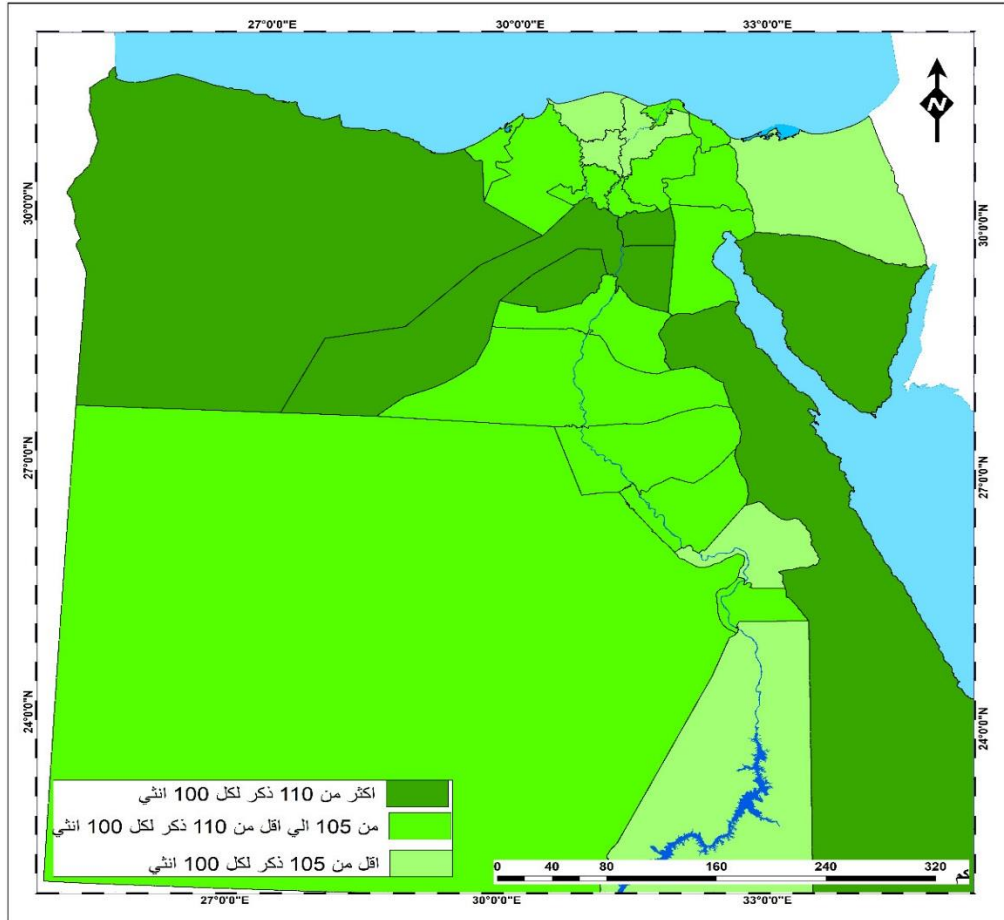 27°0'0"E 30°0'0"E 33°0'0"E
N
30°0'0"N 30°0'0"N
27°0'0"N 27°0'0"N
24°0'0"N 24°0'0"N
اكثر من 110 ذكر لكل 100 انثي
من 105 الي اقل من 110 ذكر لكل 100 انثي
اقل من 105 ذكر لكل 100 انثي
0 40 80 160 240 320
كم
27°0'0"E 30°0'0"E 33°0'0"E